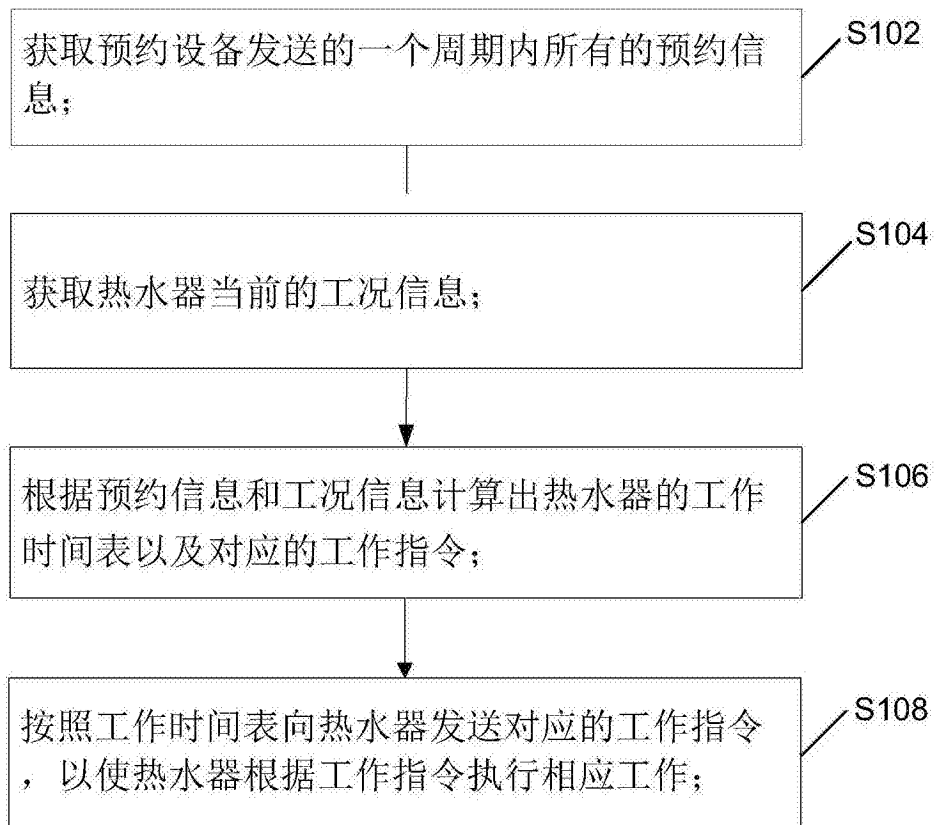 获取预约设备发送的一个周期内所有的预约信
息；
S102
获取热水器当前的工况信息；
S104
根据预约信息和工况信息计算出热水器的工作
时间表以及对应的工作指令；
S106
按照工作时间表向热水器发送对应的工作指令
，以使热水器根据工作指令执行相应工作；
S108